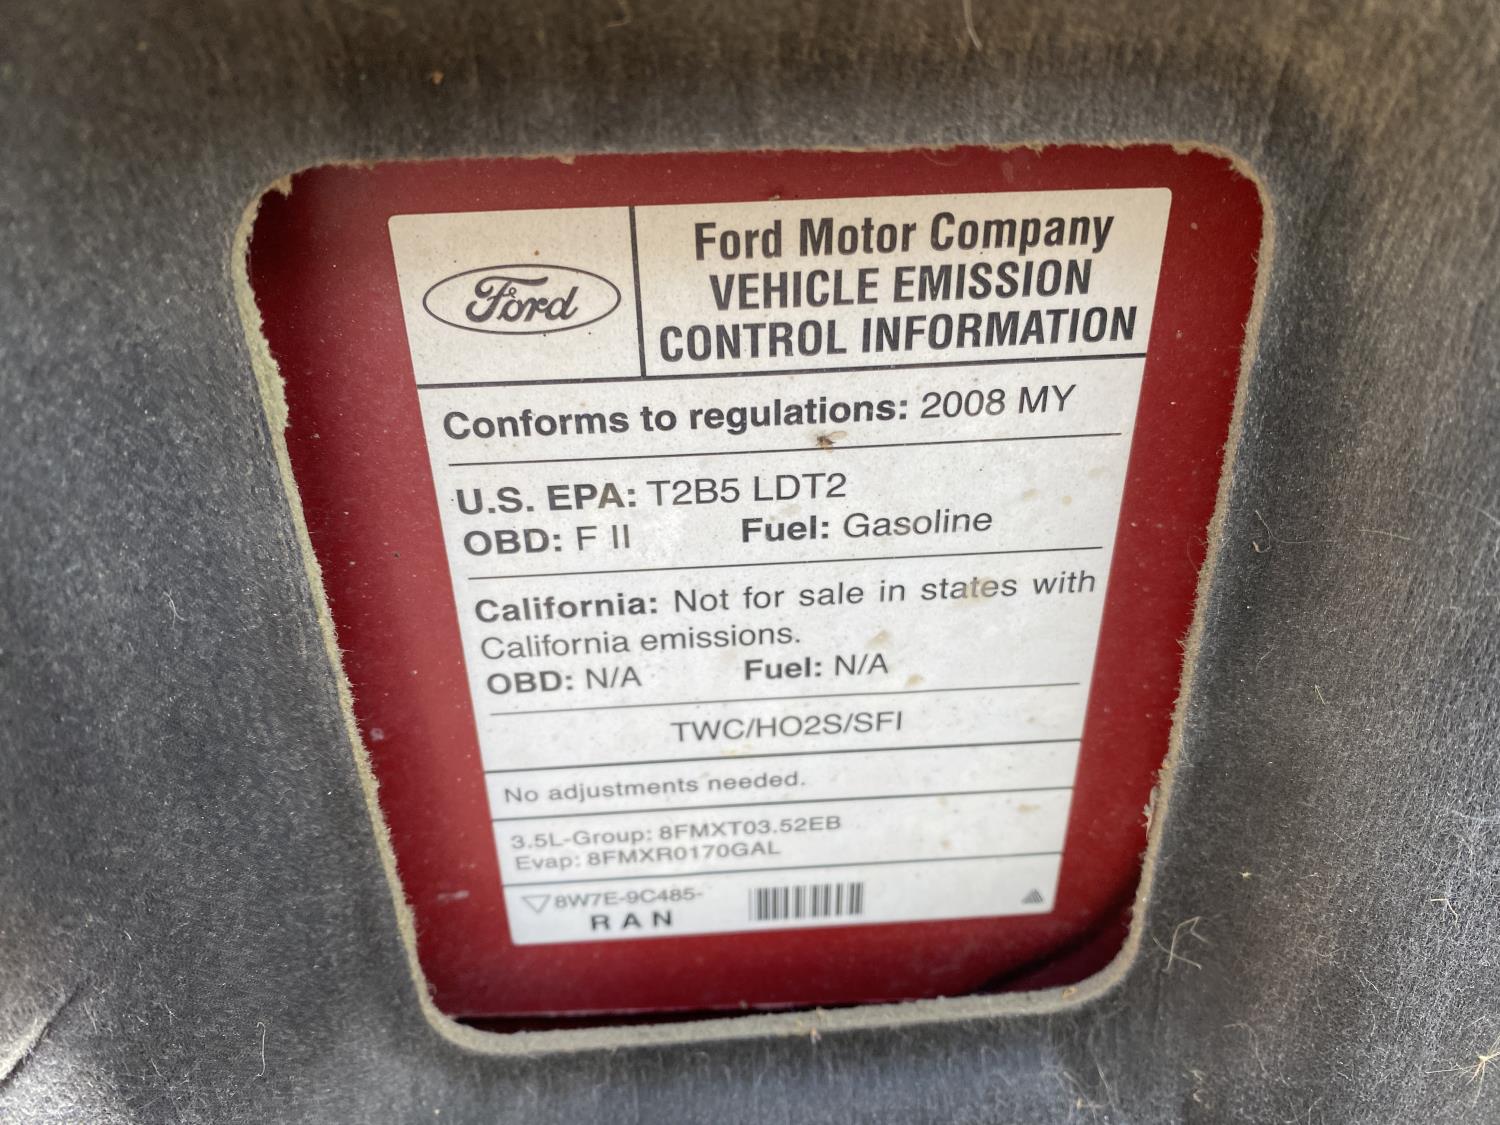 Ford
Ford Motor Company
VEHICLE EMISSION
CONTROL INFORMATION
Conforms to regulations: 2008 MY
U.S. EPA: T2B5 LDT2
OBD: F II Fuel: Gasoline
California: Not for sale in states with
California emissions.
OBD: N/A Fuel: N/A
TWC/HO2S/SFI
No adjustments needed.
3.5L-Group: 8FMXT03.52EB
Evap: 8FMXR0170GAL
8W7E-9C485-
R A N